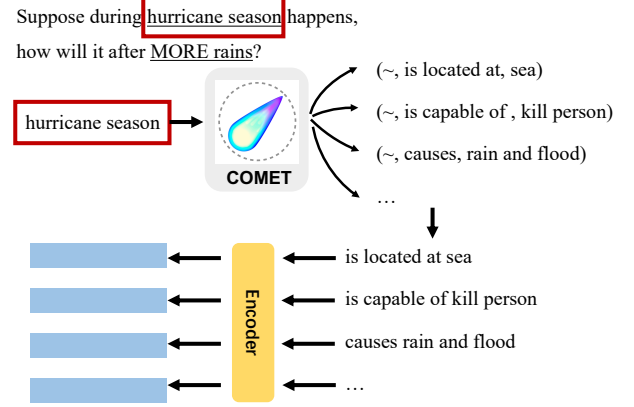 Suppose during hurricane season happens,
how will it after MORE rains?
(~, is located at, sea)
hurricane season
(~, is capable of , kill person)
(~, causes, rain and flood)
COMET
…
is located at sea
is capable of kill person
Encoder
causes rain and flood
…